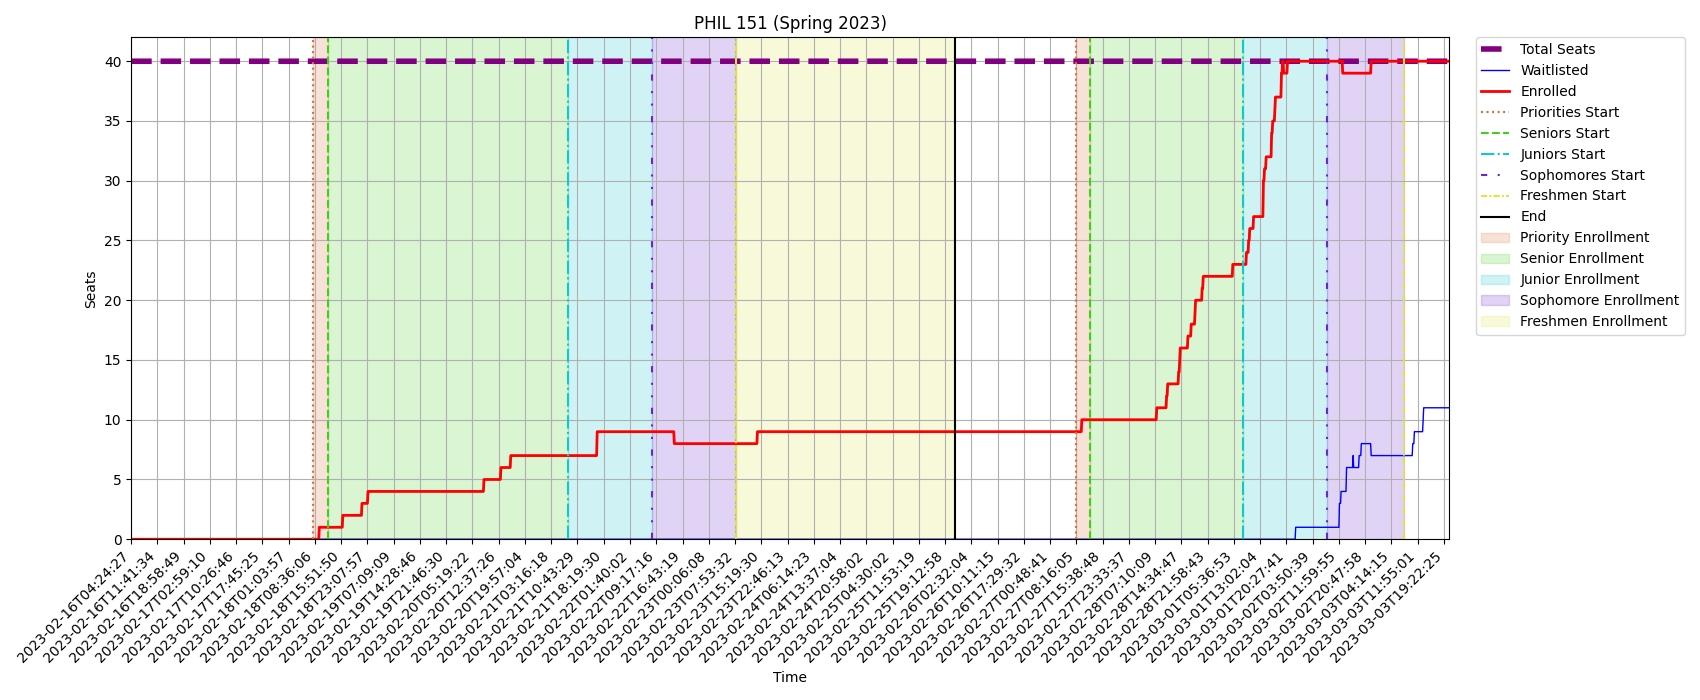 PHIL 151 (Spring 2023)
Seats
40
35
30
25
20
15
10
5
0
2023-02-16T04:24:27
2023-02-16T11:41:34
2023-02-16T18:58:49
2023-02-17T02:59:10
2023-02-17T10:26:46
2023-02-17T17:45:25
2023-02-18T01:03:57
2023-02-18T08:36:06
2023-02-18T15:51:50
2023-02-18T23:07:57
2023-02-19T07:09:09
2023-02-19T14:28:46
2023-02-19T21:46:30
2023-02-20T05:19:22
2023-02-20T12:37:26
2023-02-20T19:57:04
2023-02-21T03:16:18
2023-02-21T10:43:29
2023-02-21T18:19:30
2023-02-22T01:40:02
2023-02-22T09:17:16
2023-02-22T16:43:19
2023-02-23T00:06:08
2023-02-23T07:53:32
2023-02-23T15:19:30
2023-02-23T22:46:13
2023-02-24T06:14:23
2023-02-24T13:37:04
2023-02-24T20:58:02
2023-02-25T04:30:02
2023-02-25T11:53:19
2023-02-25T19:12:58
2023-02-26T02:32:04
2023-02-26T10:11:15
2023-02-26T17:29:32
2023-02-27T00:48:41
2023-02-27T08:16:05
2023-02-27T15:38:48
2023-02-27T23:33:37
2023-02-28T07:10:09
2023-02-28T14:34:47
2023-02-28T21:58:43
2023-03-01T05:36:53
2023-03-01T13:02:04
2023-03-01T20:27:41
2023-03-02T03:50:39
2023-03-02T11:59:55
2023-03-02T20:47:58
2023-03-03T04:14:15
2023-03-03T11:55:01
2023-03-03T19:22:25
Time
Total Seats
Waitlisted
Enrolled
Priorities Start
Seniors Start
Juniors Start
Sophomores Start
Freshmen Start
End
Priority Enrollment
Senior Enrollment
Junior Enrollment
Sophomore Enrollment
Freshmen Enrollment